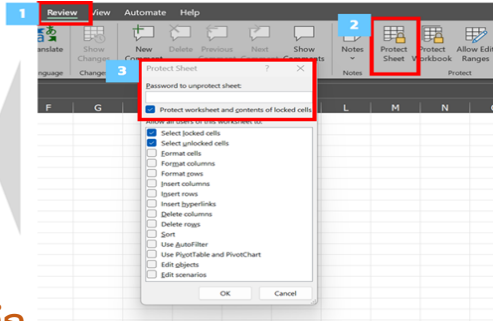 1 Review View Automate Help
2
Show Changes New Comment Delete Previous Comment Next Comment Show Comments Notes Protect Sheet Protect Workbook Allow Edit Ranges
Changes Notes Protect
3 Protect Sheet ? ×
Password to unprotect sheet:
Protect worksheet and contents of locked cells
Allow all users of this worksheet to:
F G L M N
Select locked cells
Select unlocked cells
Format cells
Format columns
Format rows
Insert columns
Insert rows
Insert hyperlinks
Delete columns
Delete rows
Sort
Use AutoFilter
Use PivotTable and PivotChart
Edit objects
Edit scenarios
OK Cancel